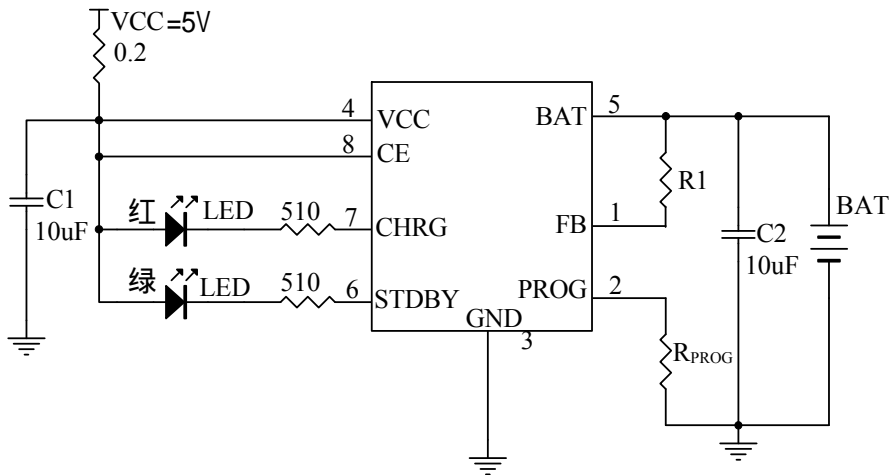 VCC=5V
0.2
4
VCC
BAT
5
8
CE
C1
10uF
红
LED
510
7
CHRG
R1
FB
1
C2
10uF
BAT
绿
LED
510
6
STDBY
PROG
2
GND
3
RPROG